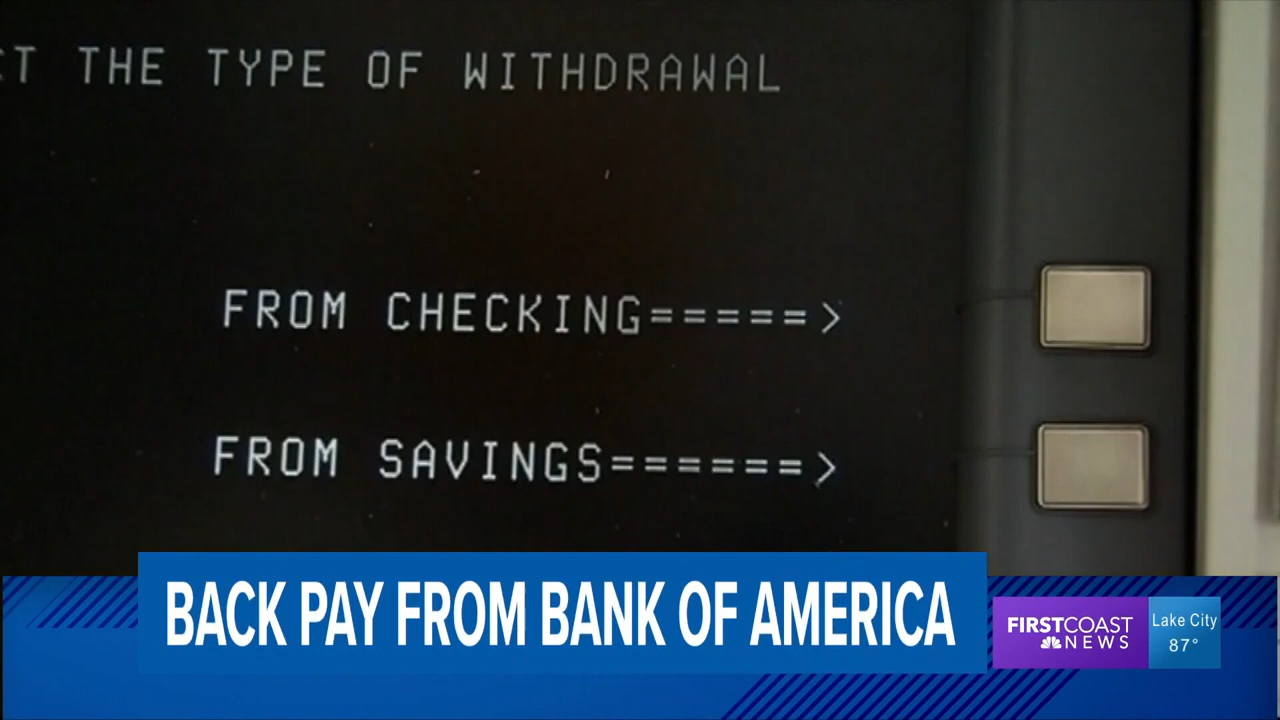 CT THE TYPE OF WITHDRAWAL
FROM CHECKING=====>
FROM SAVINGS======>
BACK PAY FROM BANK OF AMERICA
FIRSTCOAST
NEWS
Lake City
87°